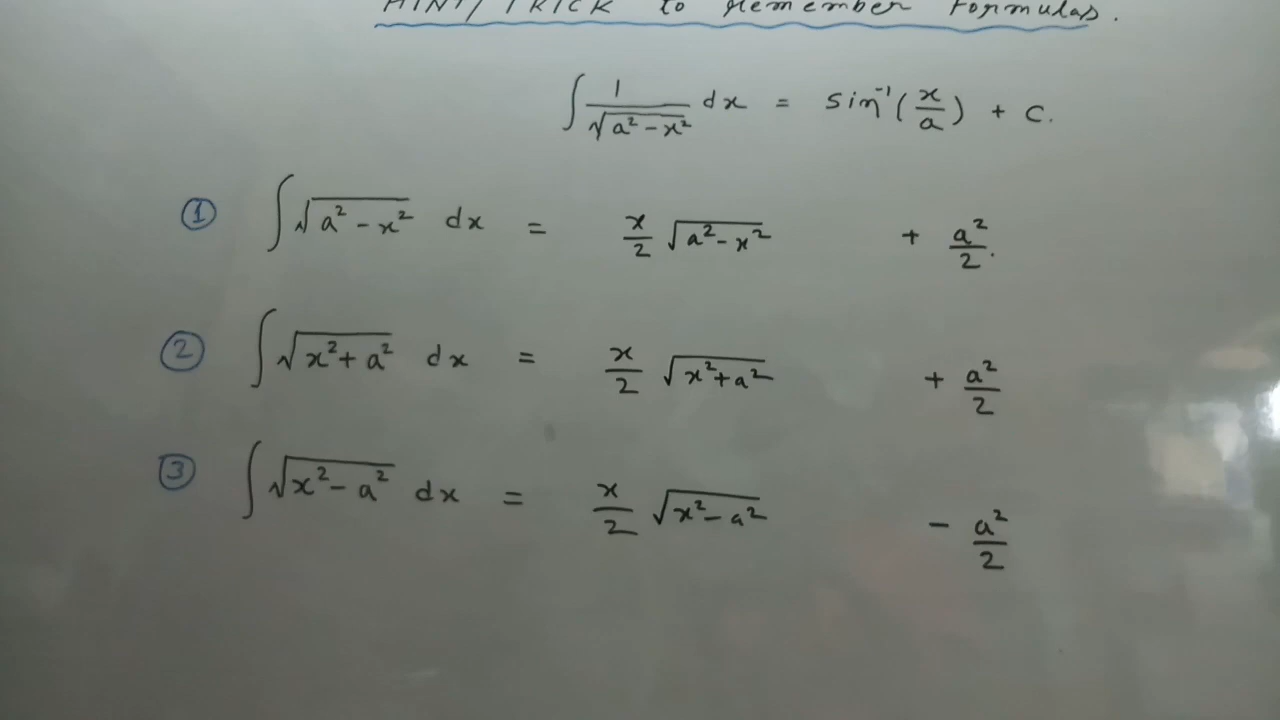 HINT/TRICK to Remember Formulas.
∫ 1/√(a² − x²) dx = sin⁻¹(x/a) + C.
① ∫ √(a² − x²) dx = x/2 √(a² − x²) + a²/2.
② ∫ √(x² + a²) dx = x/2 √(x² + a²) + a²/2
③ ∫ √(x² − a²) dx = x/2 √(x² − a²) − a²/2